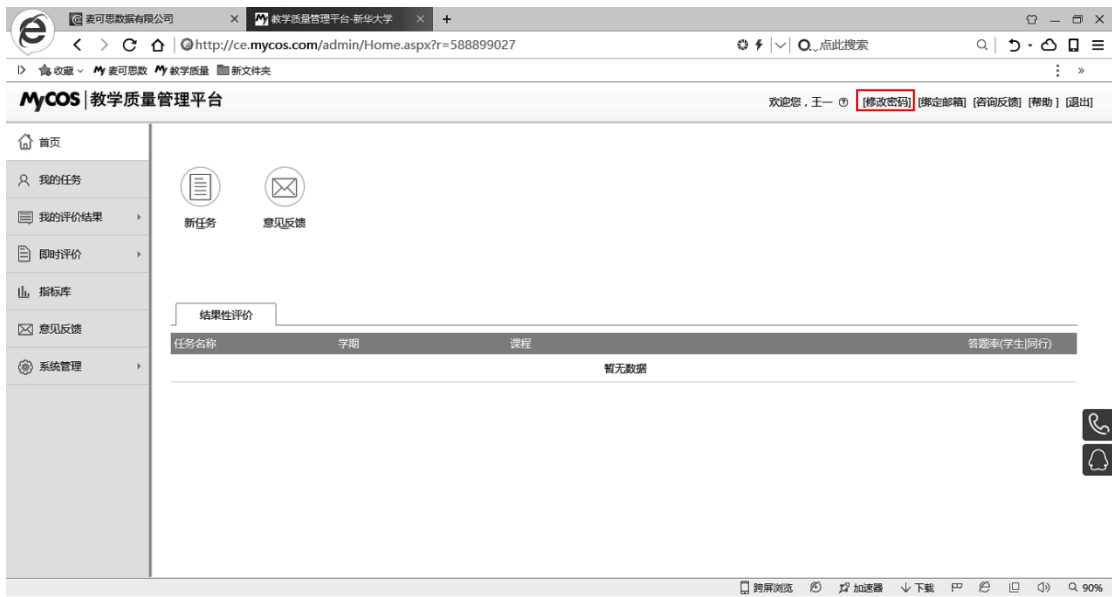 麦可思数据有限公司 教学质量管理平台-新华大学
http://ce.mycos.com/admin/Home.aspx?r=588899027 点此搜索
收藏 麦可思数 教学质量 新文件夹
MyCOS 教学质量管理平台 欢迎您，王一 [修改密码] [绑定邮箱] [咨询反馈] [帮助] [退出]
首页
我的任务
我的评价结果
即时评价
指标库
意见反馈
系统管理
新任务 意见反馈
结果性评价
任务名称 学期 课程 答题率(学生|同行)
暂无数据
跨屏浏览 加速器 下载 90%